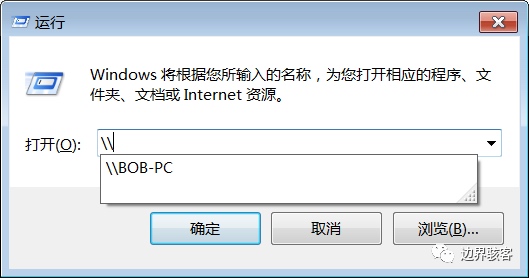 运行
Windows 将根据您所输入的名称，为您打开相应的程序、文
件夹、文档或 Internet 资源。
打开(O): \\
\\BOB-PC
确定 取消 浏览(B)...
边界骇客